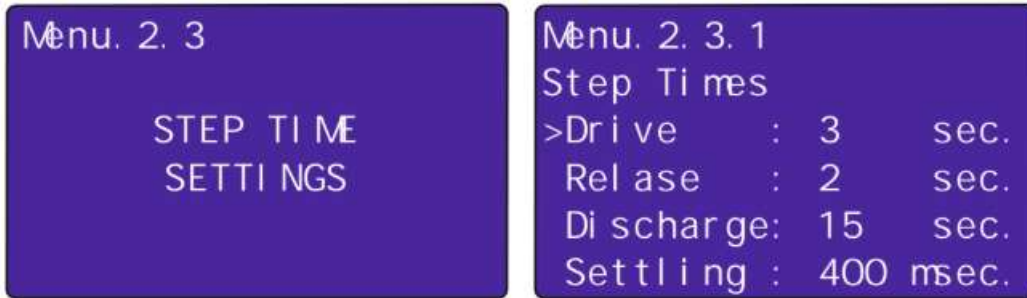 Menu. 2. 3
STEP TIME
SETTINGS
Menu. 2. 3. 1
Step Times
>Drive : 3 sec.
Relase : 2 sec.
Discharge: 15 sec.
Settling : 400 msec.